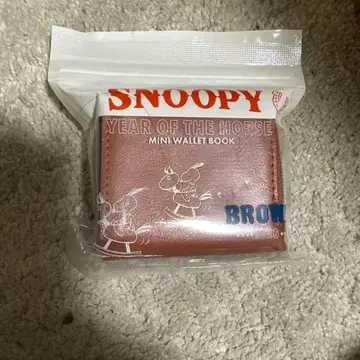 SNOOPY
YEAR OF THE HORSE
MINI WALLET BOOK
BROW